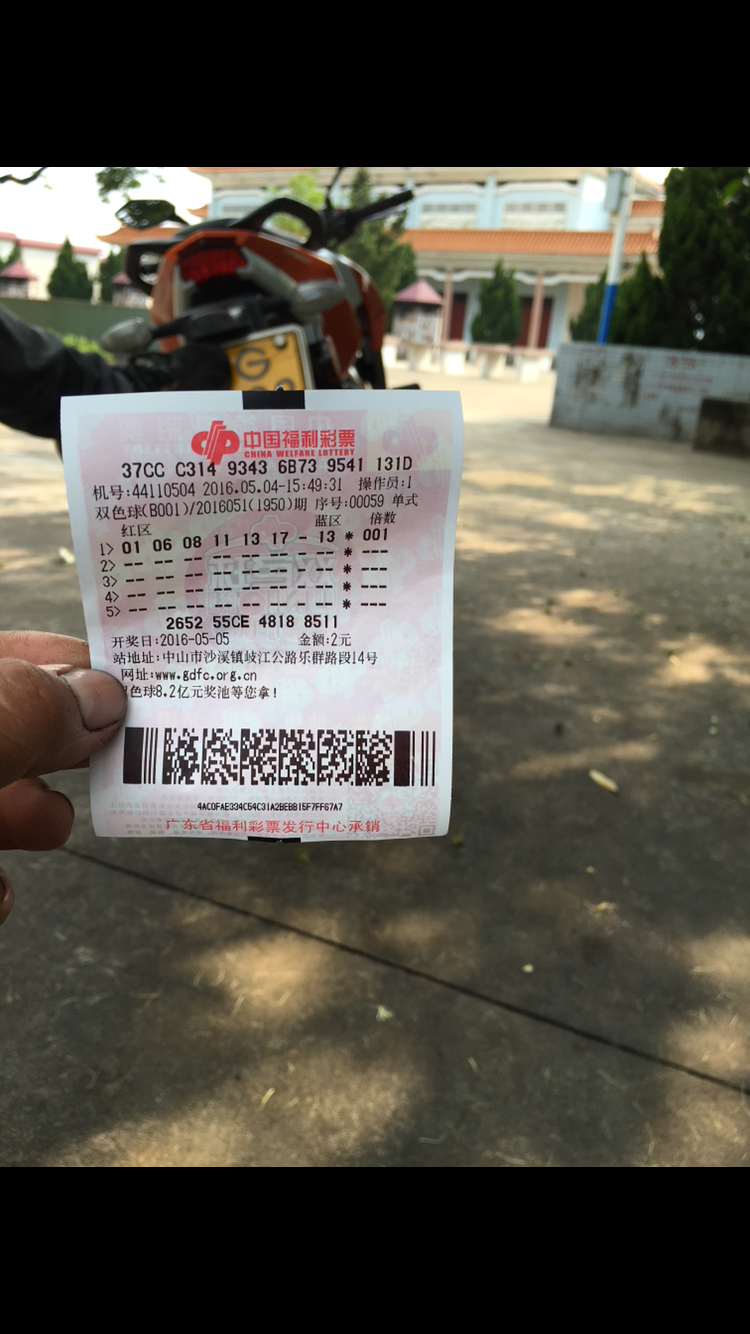 G
中国福利彩票
CHINA WELFARE LOTTERY
37CC C314 9343 6B73 9541 131D
机号:44110504 2016.05.04-15:49:31 操作员:1
双色球(B001)/2016051(1950)期 序号:00059 单式
红区 蓝区 倍数
1> 01 06 08 11 13 17 - 13 * 001
2> -- -- -- -- -- -- - -- * ---
3> -- -- -- -- -- -- - -- * ---
4> -- -- -- -- -- -- - -- * ---
5> -- -- -- -- -- -- - -- * ---
2652 55CE 4818 8511
开奖日:2016-05-05 金额:2元
站地址:中山市沙溪镇岐江公路乐群路段14号
网址:www.gdfc.org.cn
色球8.2亿元奖池等您拿!
4AC0FAE334C54C31A2BEBB15F7FF67A7
广东省福利彩票发行中心承销